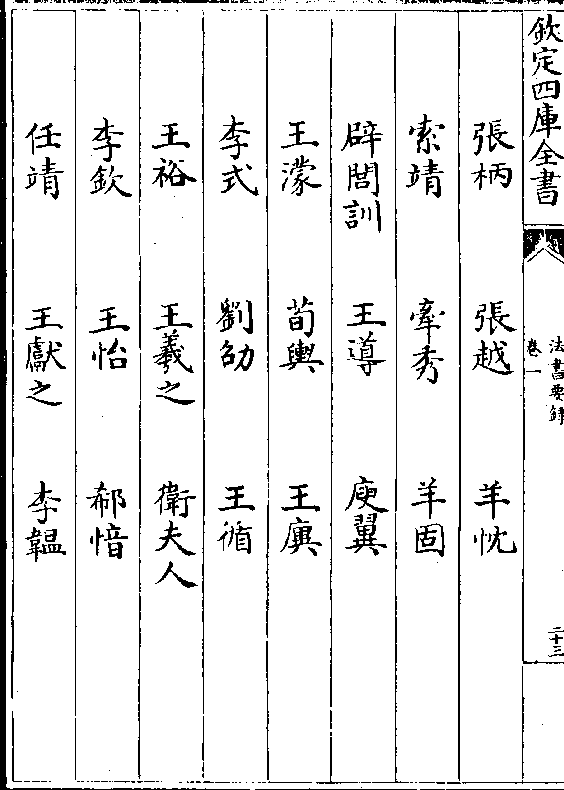 欽定四庫全書
法書要錄
卷一
二十三
張柄 張越 羊忱
索靖 牽秀 羊固
辟閭訓 王導 庾翼
王濛 荀輿 王廙
李式 劉劭 王循
王裕 王羲之 衛夫人
李欽 王怡 郗愔
任靖 王獻之 李韞